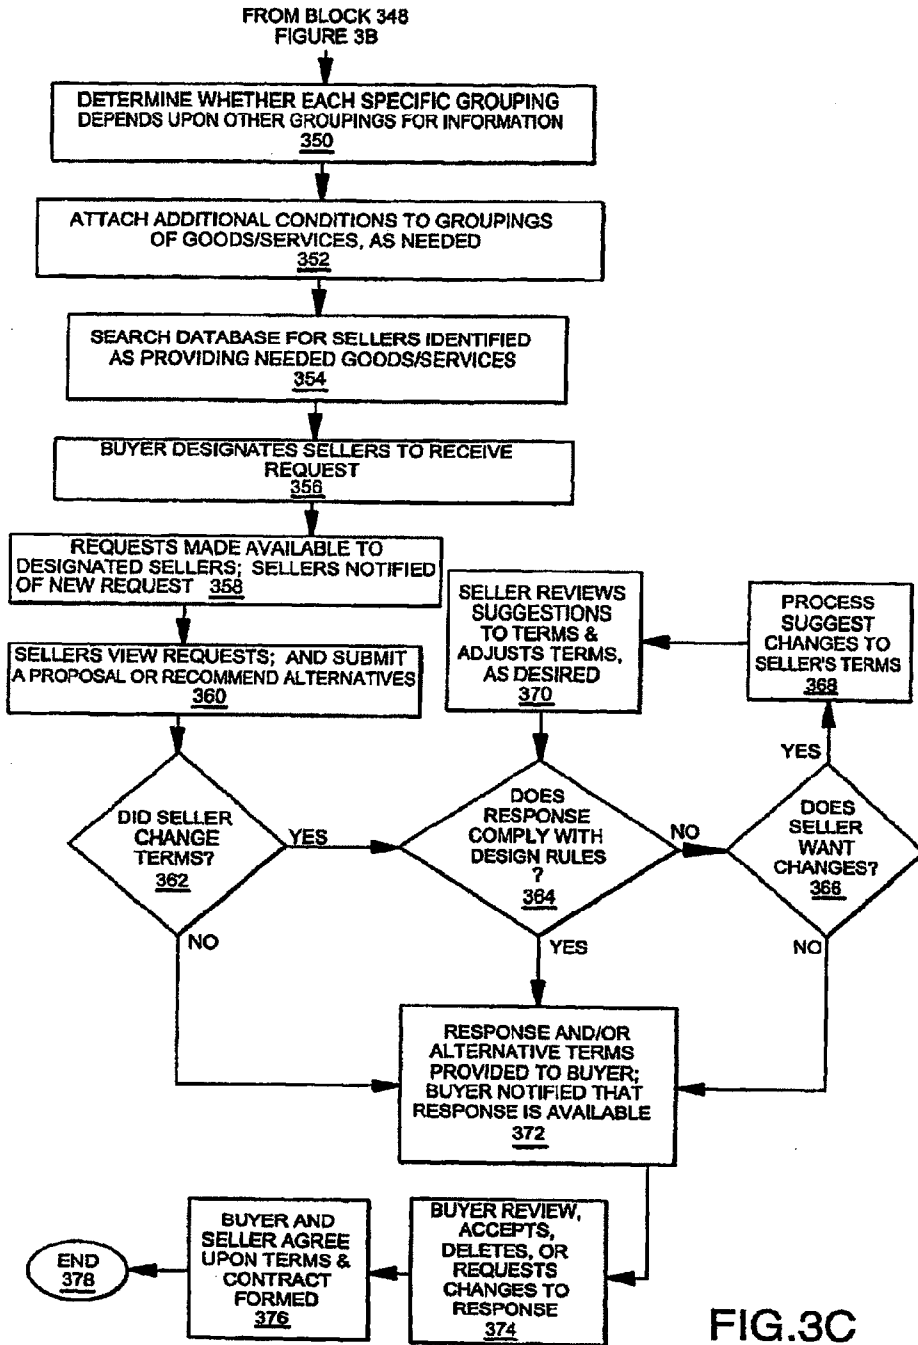 FROM BLOCK 348
FIGURE 3B
DETERMINE WHETHER EACH SPECIFIC GROUPING
DEPENDS UPON OTHER GROUPINGS FOR INFORMATION
350
ATTACH ADDITIONAL CONDITIONS TO GROUPINGS
OF GOODS/SERVICES, AS NEEDED
352
SEARCH DATABASE FOR SELLERS IDENTIFIED
AS PROVIDING NEEDED GOODS/SERVICES
354
BUYER DESIGNATES SELLERS TO RECEIVE
REQUEST
356
REQUESTS MADE AVAILABLE TO
DESIGNATED SELLERS; SELLERS NOTIFIED
OF NEW REQUEST 358
SELLERS VIEW REQUESTS; AND SUBMIT
A PROPOSAL OR RECOMMEND ALTERNATIVES
360
SELLER REVIEWS
SUGGESTIONS
TO TERMS &
ADJUSTS TERMS,
AS DESIRED
370
PROCESS
SUGGEST
CHANGES TO
SELLER'S TERMS
368
DID SELLER
CHANGE
TERMS?
362
YES
DOES
RESPONSE
COMPLY WITH
DESIGN RULES
?
364
NO
YES
DOES
SELLER
WANT
CHANGES?
366
NO
YES
NO
RESPONSE AND/OR
ALTERNATIVE TERMS
PROVIDED TO BUYER;
BUYER NOTIFIED THAT
RESPONSE IS AVAILABLE
372
BUYER REVIEW,
ACCEPTS,
DELETES, OR
REQUESTS
CHANGES TO
RESPONSE
374
BUYER AND
SELLER AGREE
UPON TERMS &
CONTRACT
FORMED
376
END
378
FIG.3C